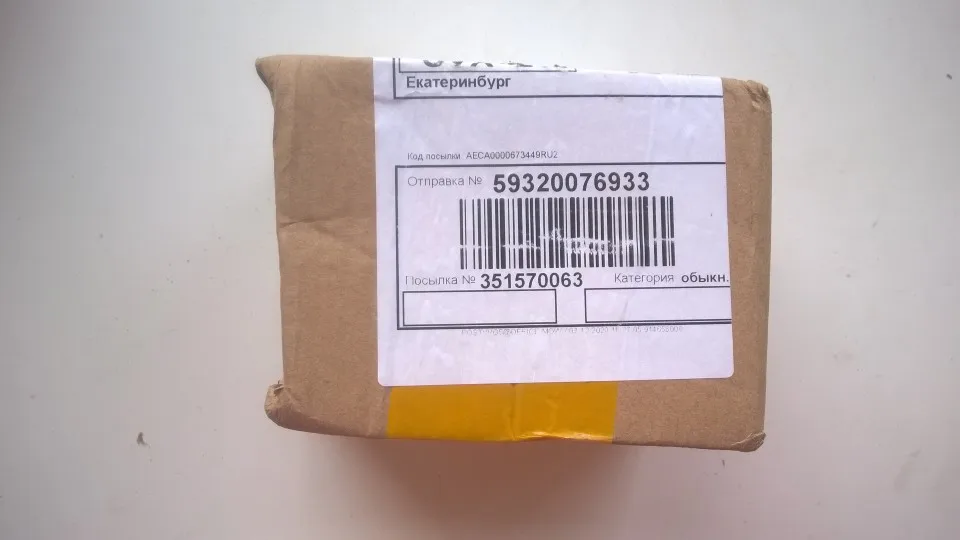 Екатеринбург
Код посылки AECA0000673449RU2
Отправка № 59320076933
Посылка № 351570063 Категория обыкн.